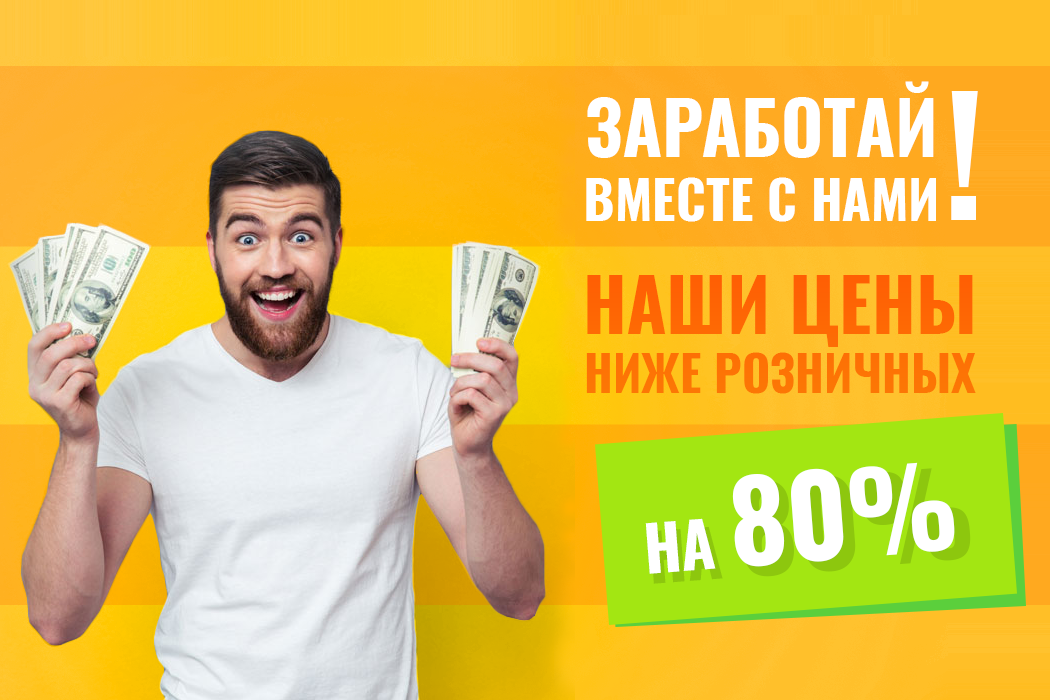 ЗАРАБОТАЙ
ВМЕСТЕ С НАМИ!
НАШИ ЦЕНЫ
НИЖЕ РОЗНИЧНЫХ
НА 80%